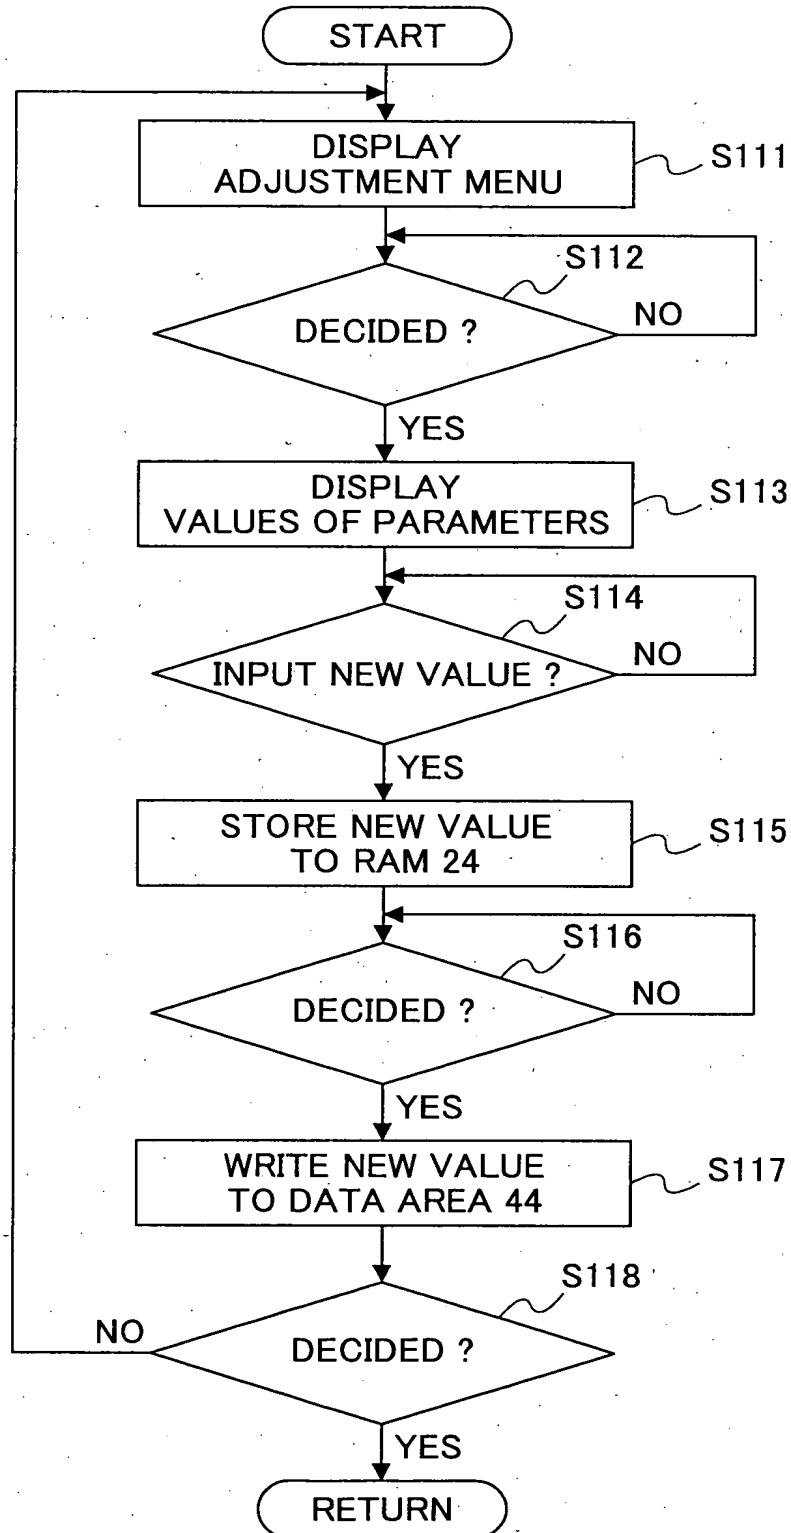 START
DISPLAY
ADJUSTMENT MENU
S111
S112
DECIDED ?
NO
YES
DISPLAY
VALUES OF PARAMETERS
S113
S114
INPUT NEW VALUE ?
NO
YES
STORE NEW VALUE
TO RAM 24
S115
S116
DECIDED ?
NO
YES
WRITE NEW VALUE
TO DATA AREA 44
S117
S118
NO
DECIDED ?
YES
RETURN